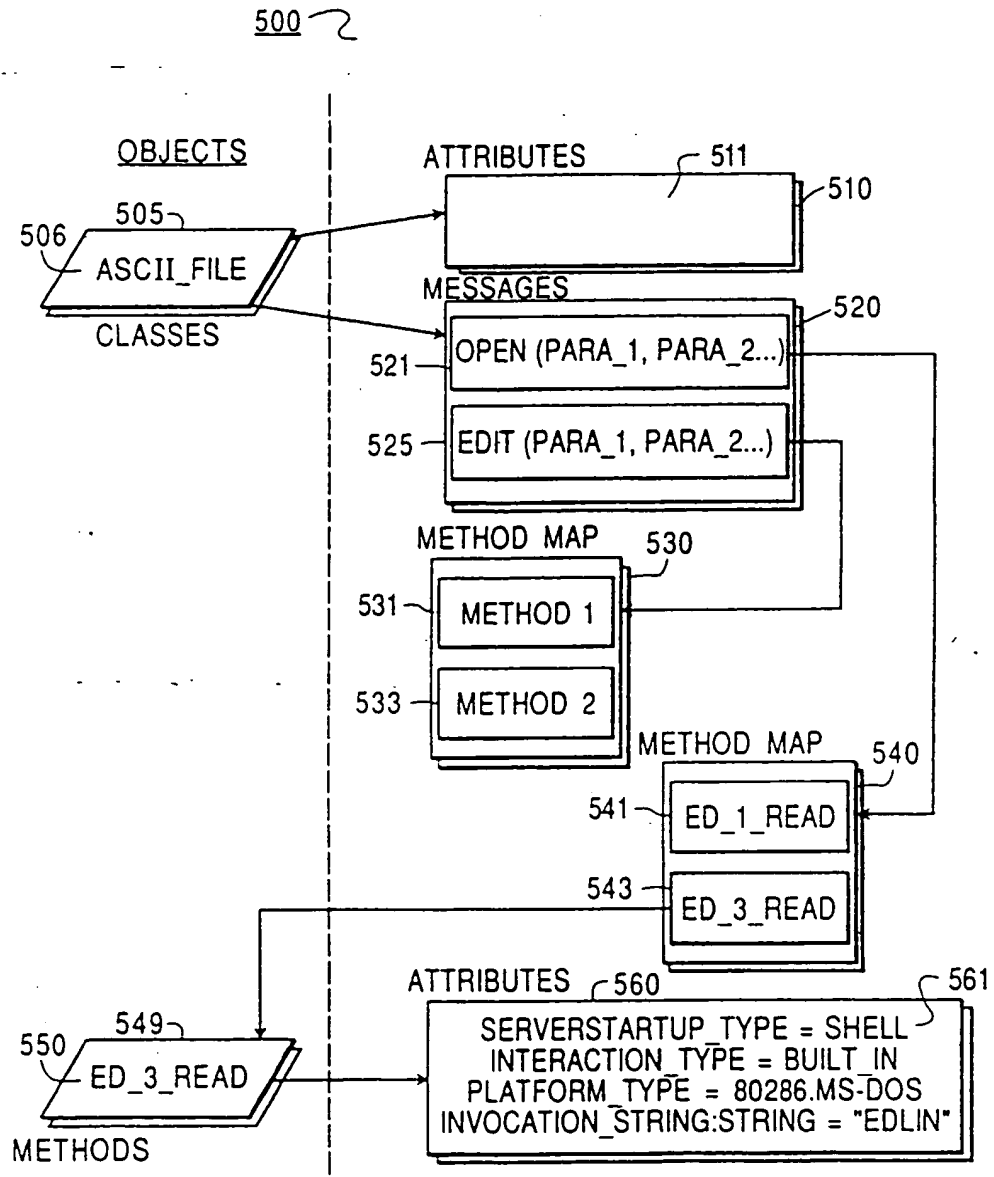 500
OBJECTS
ATTRIBUTES
511
510
505
506
ASCII_FILE
CLASSES
MESSAGES
520
OPEN (PARA_1, PARA_2...)
521
EDIT (PARA_1, PARA_2...)
525
METHOD MAP
530
531
METHOD 1
533
METHOD 2
METHOD MAP
540
541
ED_1_READ
543
ED_3_READ
ATTRIBUTES
560
561
SERVERSTARTUP_TYPE = SHELL
INTERACTION_TYPE = BUILT_IN
PLATFORM_TYPE = 80286.MS-DOS
INVOCATION_STRING:STRING = "EDLIN"
549
550
ED_3_READ
METHODS